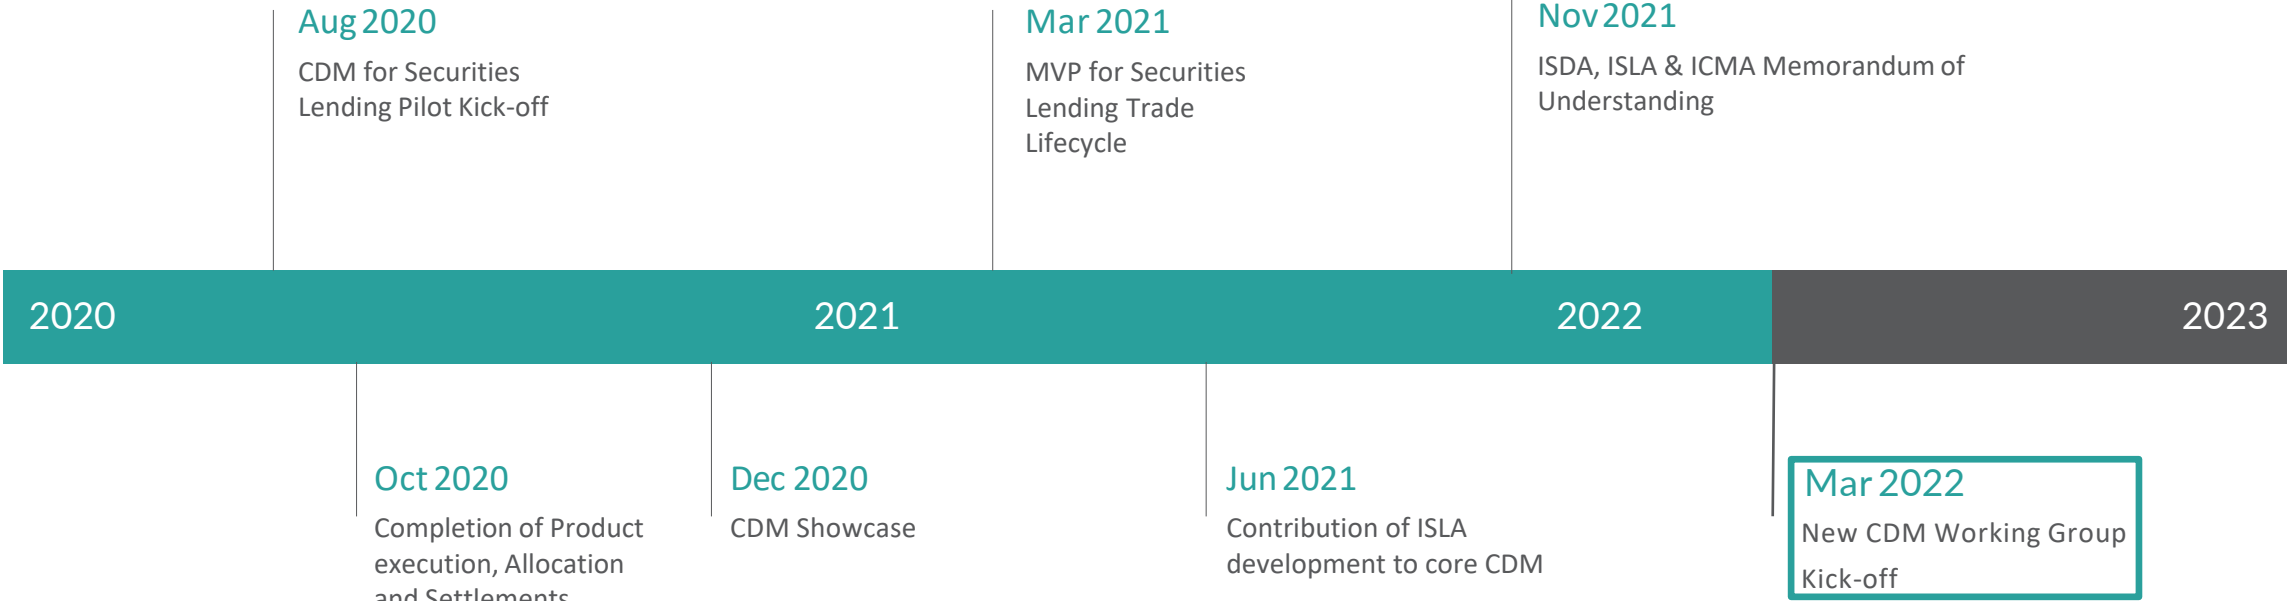 Aug 2020
CDM for Securities
Lending Pilot Kick-off
Mar 2021
MVP for Securities
Lending Trade
Lifecycle
Nov 2021
ISDA, ISLA & ICMA Memorandum of
Understanding
2020
2021
2022
2023
Oct 2020
Completion of Product
execution, Allocation
and Settlements
Dec 2020
CDM Showcase
Jun 2021
Contribution of ISLA
development to core CDM
Mar 2022
New CDM Working Group
Kick-off